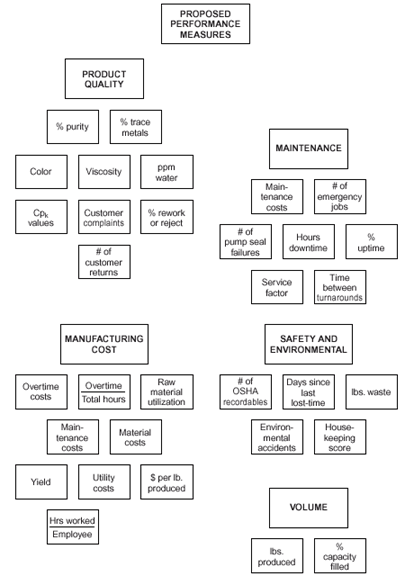 PROPOSED
PERFORMANCE
MEASURES
PRODUCT
QUALITY
% purity
% trace
metals
Color
Viscosity
ppm
water
Cpk
values
Customer
complaints
% rework
or reject
# of
customer
returns
MAINTENANCE
Main-
tenance
costs
# of
emergency
jobs
# of
pump seal
failures
Hours
downtime
%
uptime
Service
factor
Time
between
turnarounds
MANUFACTURING
COST
Overtime
costs
Overtime
Total hours
Raw
material
utilization
Main-
tenance
costs
Material
costs
Yield
Utility
costs
$ per lb.
produced
Hrs worked
Employee
SAFETY AND
ENVIRONMENTAL
# of
OSHA
recordables
Days since
last
lost-time
lbs. waste
Environ-
mental
accidents
House-
keeping
score
VOLUME
lbs.
produced
%
capacity
filled